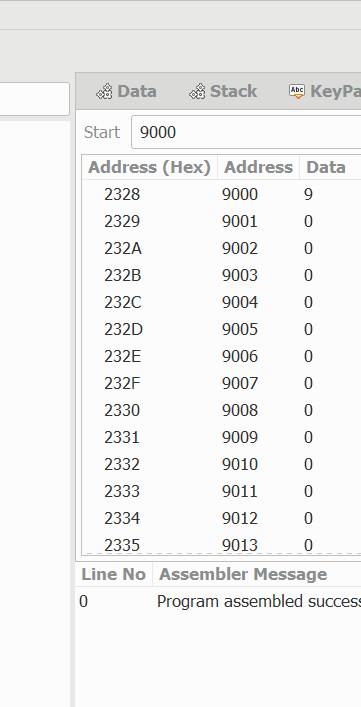 Data Stack KeyPa
Start 9000
Address (Hex) Address Data
2328 9000 9
2329 9001 0
232A 9002 0
232B 9003 0
232C 9004 0
232D 9005 0
232E 9006 0
232F 9007 0
2330 9008 0
2331 9009 0
2332 9010 0
2333 9011 0
2334 9012 0
2335 9013 0
Line No Assembler Message
0 Program assembled success